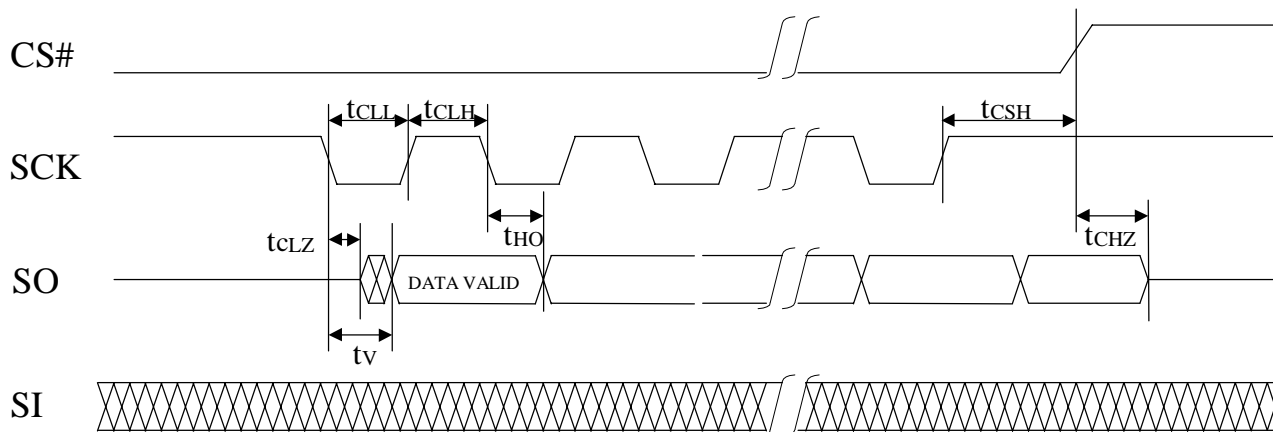 CS#
tCLL
tCLH
tCSH
SCK
tCLZ
tHO
tCHZ
SO
DATA VALID
tV
SI